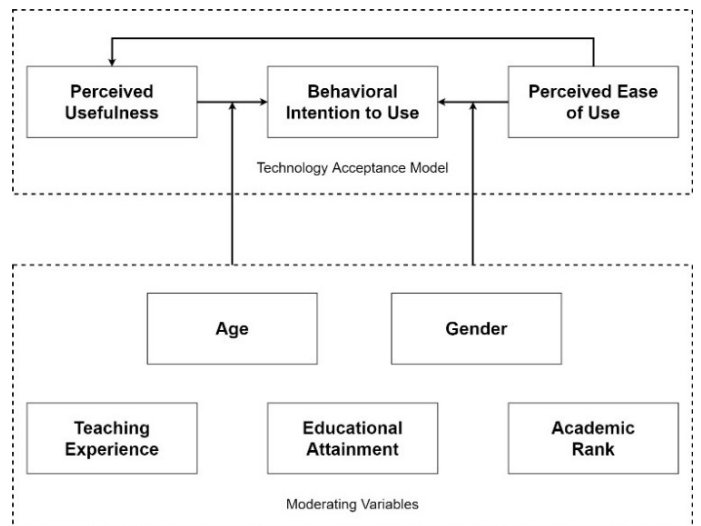 Perceived
Usefulness
Behavioral
Intention to Use
Perceived Ease
of Use
Technology Acceptance Model
Age
Gender
Teaching
Experience
Educational
Attainment
Academic
Rank
Moderating Variables